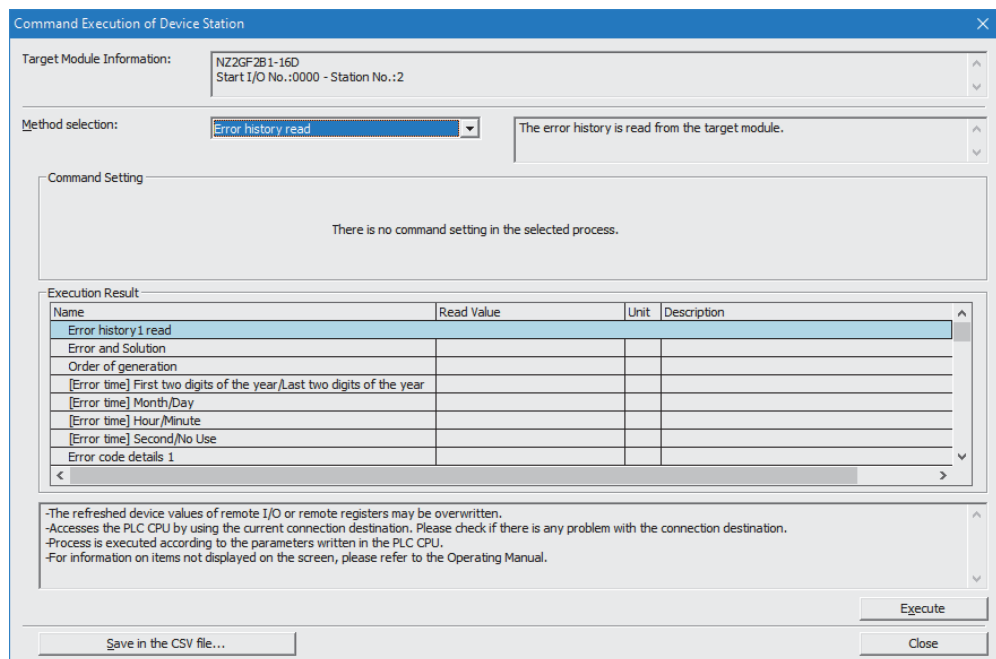 Command Execution of Device Station
Target Module Information:
NZ2GF2B1-16D
Start I/O No.:0000 - Station No.:2
Method selection:
Error history read
The error history is read from the target module.
Command Setting
There is no command setting in the selected process.
Execution Result
Name Read Value Unit Description
Error history1 read
Error and Solution
Order of generation
[Error time] First two digits of the year/Last two digits of the year
[Error time] Month/Day
[Error time] Hour/Minute
[Error time] Second/No Use
Error code details 1
-The refreshed device values of remote I/O or remote registers may be overwritten.
-Accesses the PLC CPU by using the current connection destination. Please check if there is any problem with the connection destination.
-Process is executed according to the parameters written in the PLC CPU.
-For information on items not displayed on the screen, please refer to the Operating Manual.
Execute
Save in the CSV file... Close